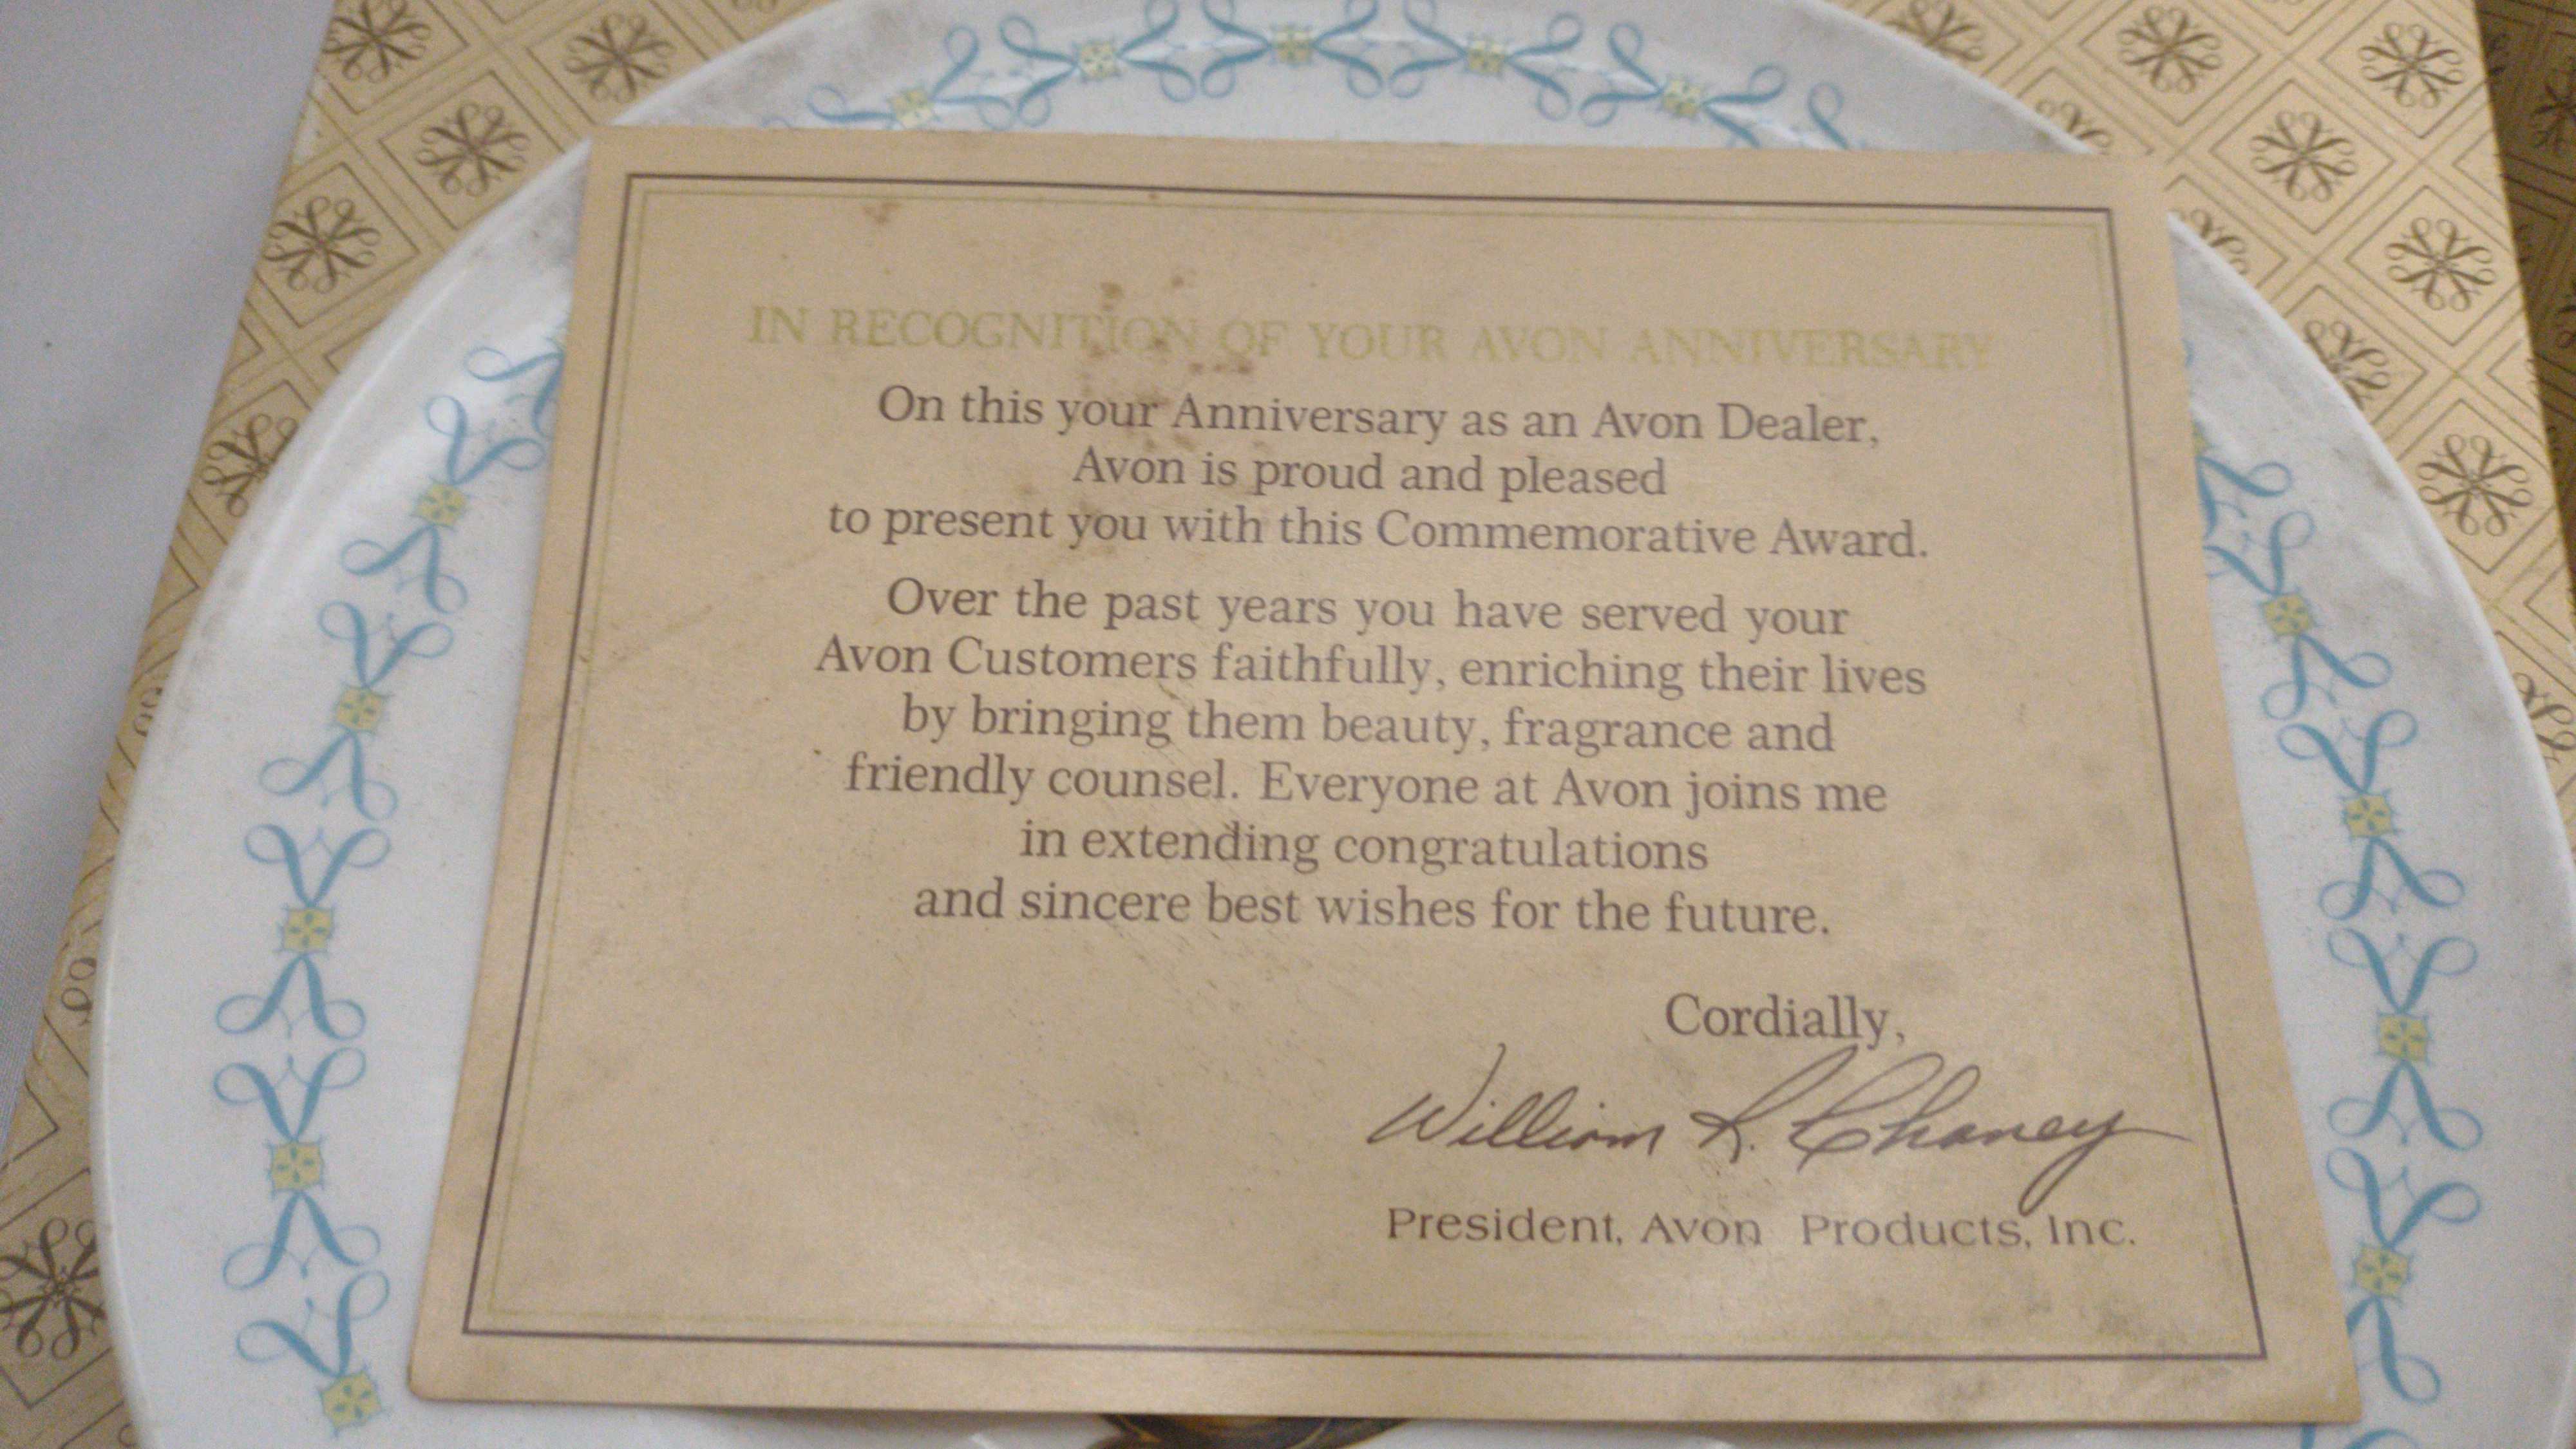 IN RECOGNITION OF YOUR AVON ANNIVERSARY
On this your Anniversary as an Avon Dealer,
Avon is proud and pleased
to present you with this Commemorative Award.
Over the past years you have served your
Avon Customers faithfully, enriching their lives
by bringing them beauty, fragrance and
friendly counsel. Everyone at Avon joins me
in extending congratulations
and sincere best wishes for the future.
Cordially,
William R. Chaney
President, Avon Products, Inc.